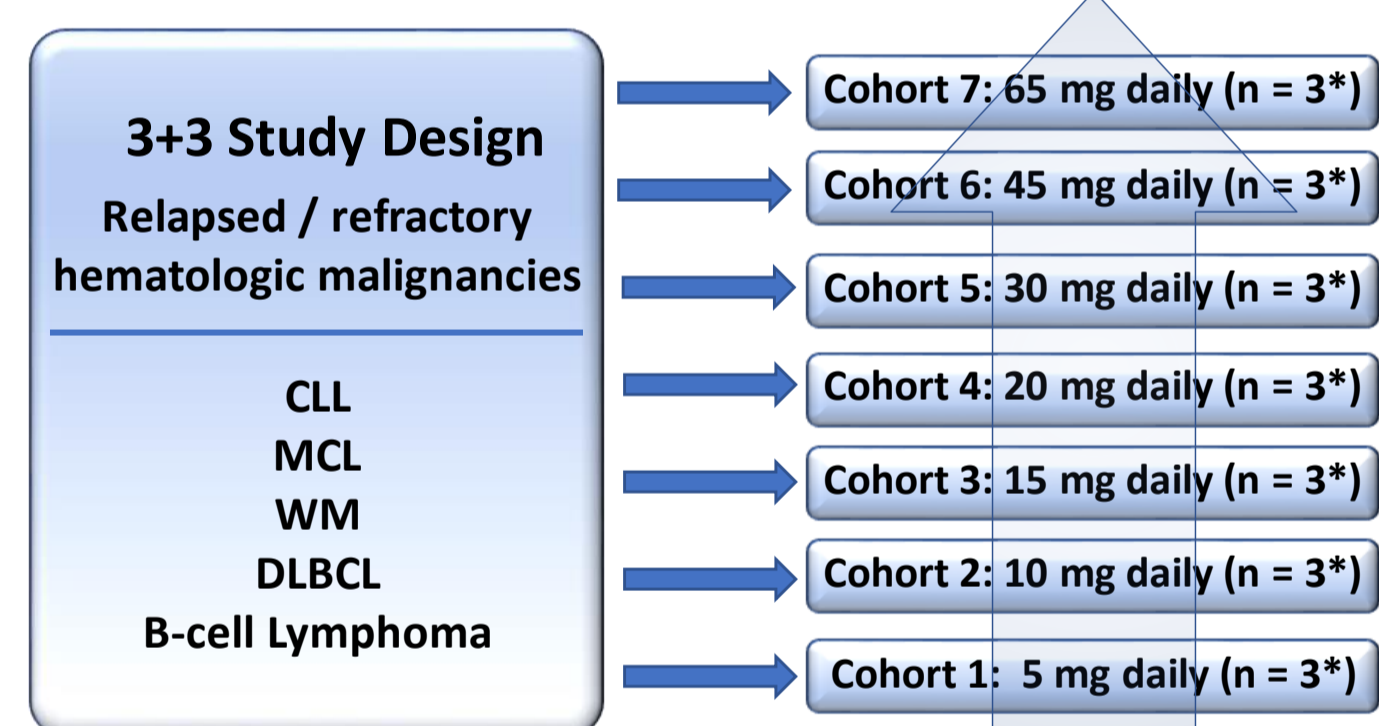 3+3 Study Design
Relapsed / refractory
hematologic malignancies
CLL
MCL
WM
DLBCL
B-cell Lymphoma
Cohort 7: 65 mg daily (n = 3*)
Cohort 6: 45 mg daily (n = 3*)
Cohort 5: 30 mg daily (n = 3*)
Cohort 4: 20 mg daily (n = 3*)
Cohort 3: 15 mg daily (n = 3*)
Cohort 2: 10 mg daily (n = 3*)
Cohort 1: 5 mg daily (n = 3*)